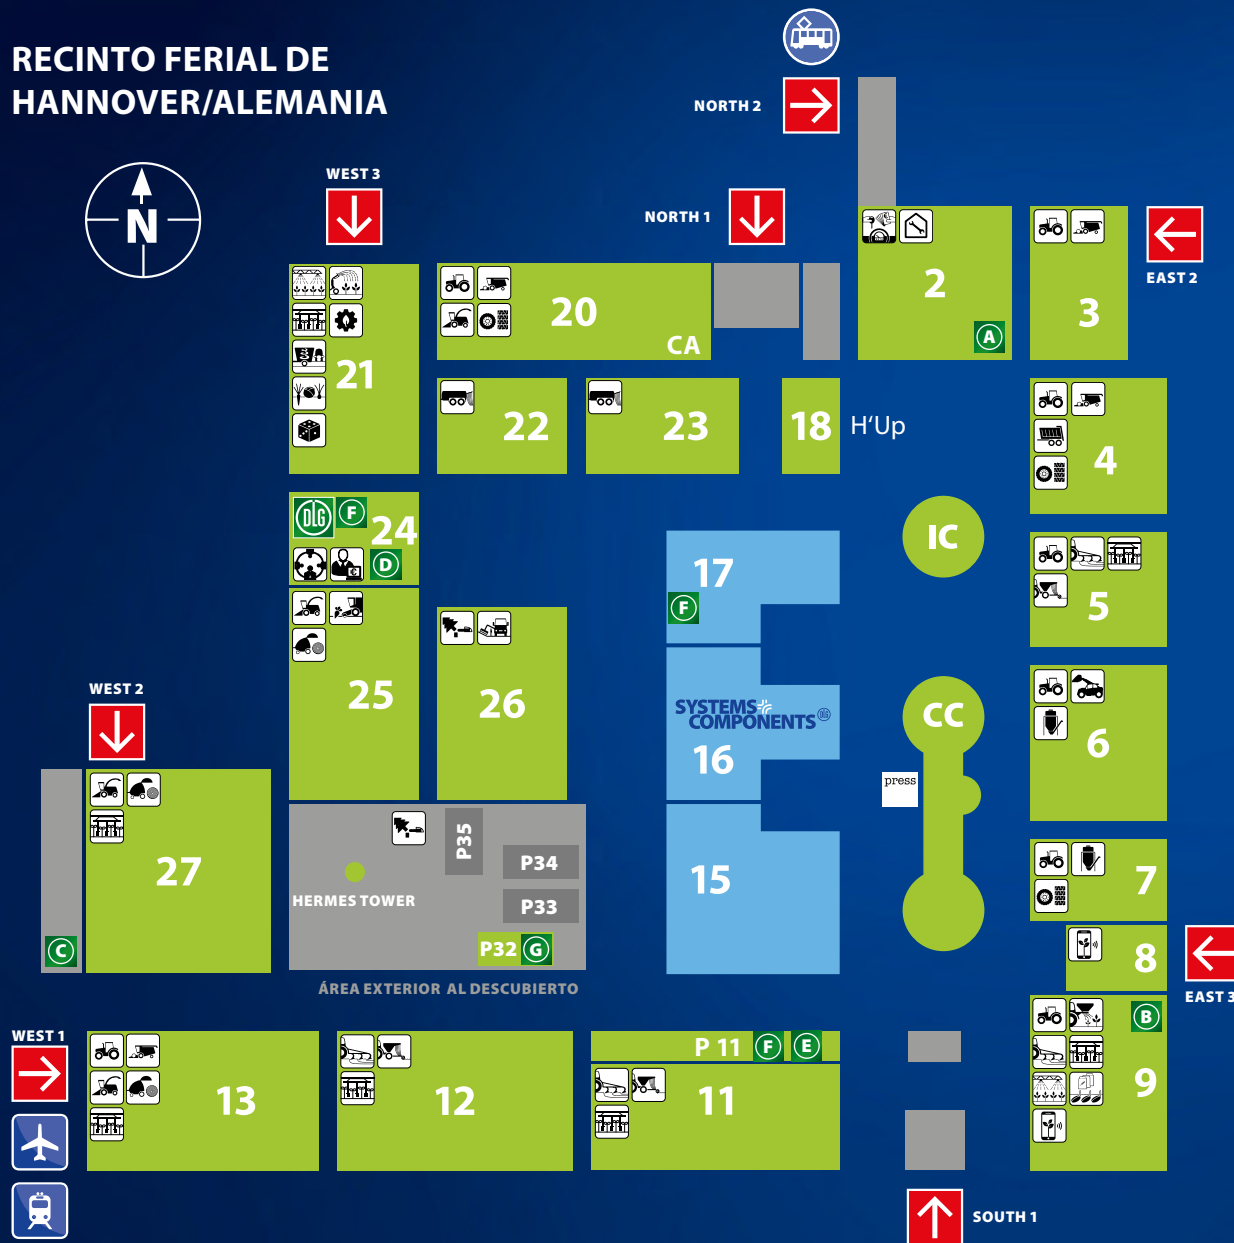 RECINTO FERIAL DE
HANNOVER/ALEMANIA
N
NORTH 2
WEST 3
NORTH 1
EAST 2
2
A
3
20
CA
21
22
23
18
H'Up
4
DLG
F
24
D
IC
17
F
5
25
26
SYSTEMS
COMPONENTS
DLG
16
CC
press
6
WEST 2
27
C
P35
P34
P33
P32
G
HERMES TOWER
ÁREA EXTERIOR AL DESCUBIERTO
15
7
8
EAST 3
B
9
WEST 1
13
12
P 11
F
E
11
SOUTH 1